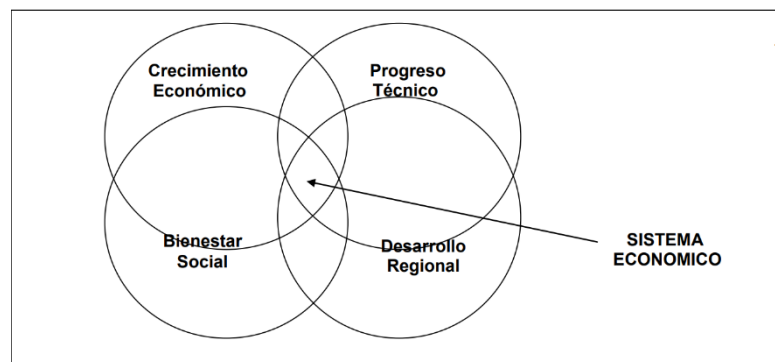 Crecimiento
Económico
Progreso
Técnico
Bienestar
Social
Desarrollo
Regional
SISTEMA
ECONOMICO